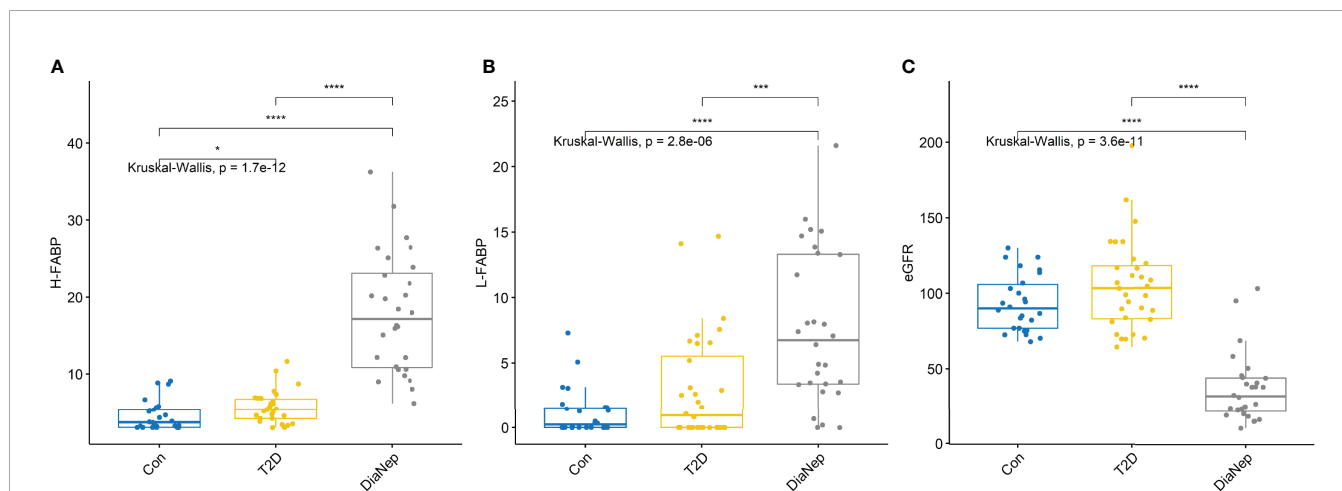 A
****
****
*
Kruskal-Wallis, p = 1.7e-12
40
30
20
10
H-FABP
Con
T2D
DiaNep
B
***
****
Kruskal-Wallis, p = 2.8e-06
25
20
15
10
5
0
L-FABP
Con
T2D
DiaNep
C
****
****
Kruskal-Wallis, p = 3.6e-11
200
150
100
50
0
eGFR
Con
T2D
DiaNep